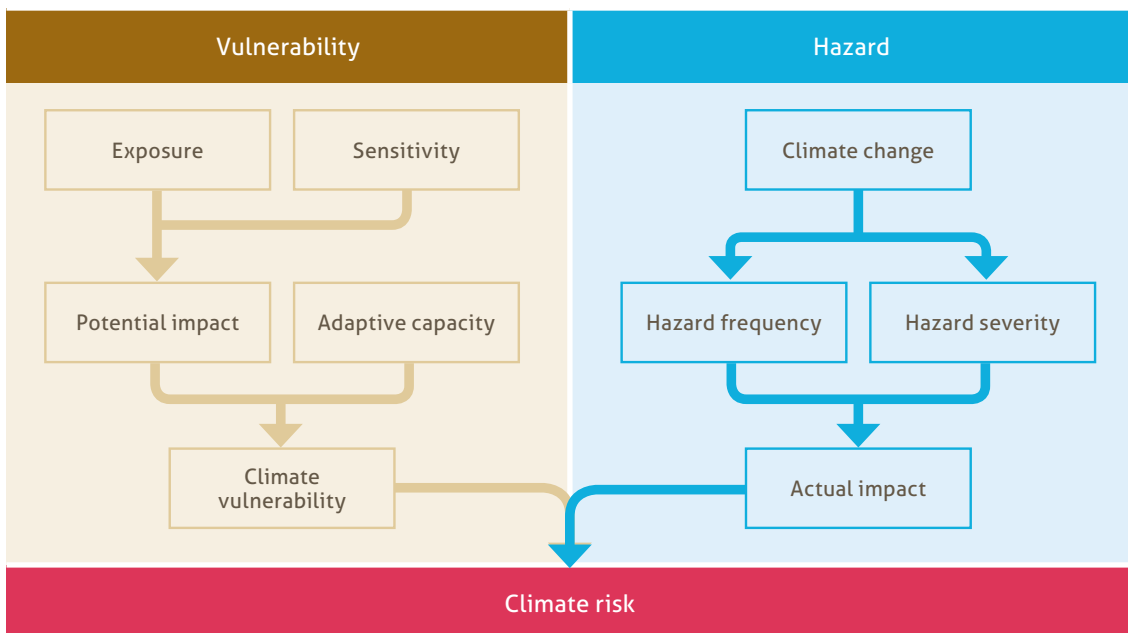 Vulnerability
Hazard
Exposure
Sensitivity
Climate change
Potential impact
Adaptive capacity
Hazard frequency
Hazard severity
Climate
vulnerability
Actual impact
Climate risk